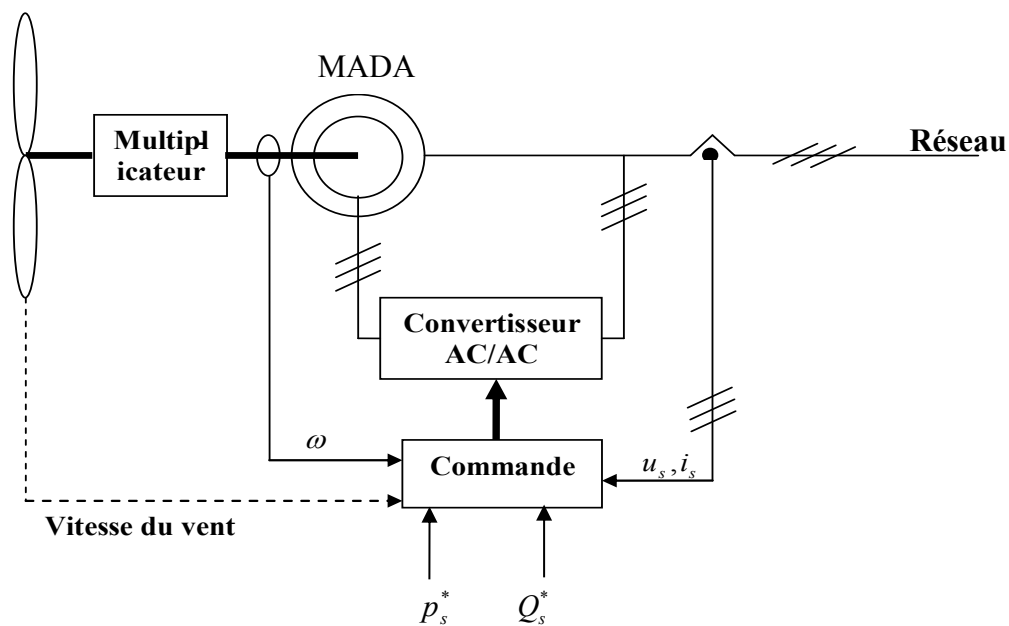 MADA
Multipl
icateur
Réseau
Convertisseur
AC/AC
ω
Commande
u_s, i_s
Vitesse du vent
p_s^*
Q_s^*